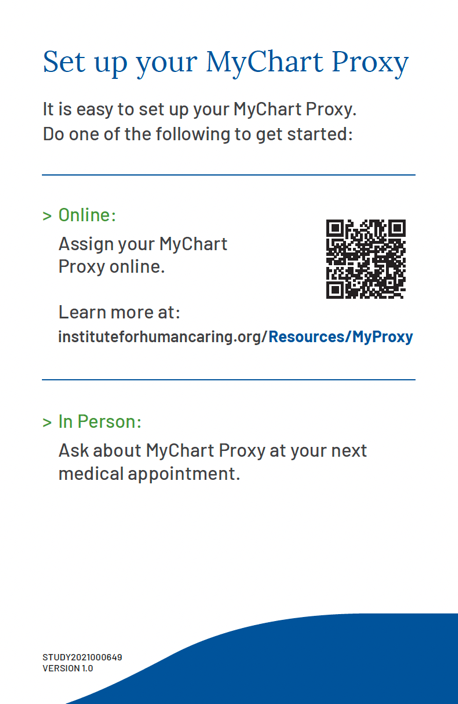 Set up your MyChart Proxy
It is easy to set up your MyChart Proxy.
Do one of the following to get started:
> Online:
Assign your MyChart
Proxy online.
Learn more at:
instituteforhumancaring.org/Resources/MyProxy
> In Person:
Ask about MyChart Proxy at your next
medical appointment.
STUDY2021000649
VERSION 1.0